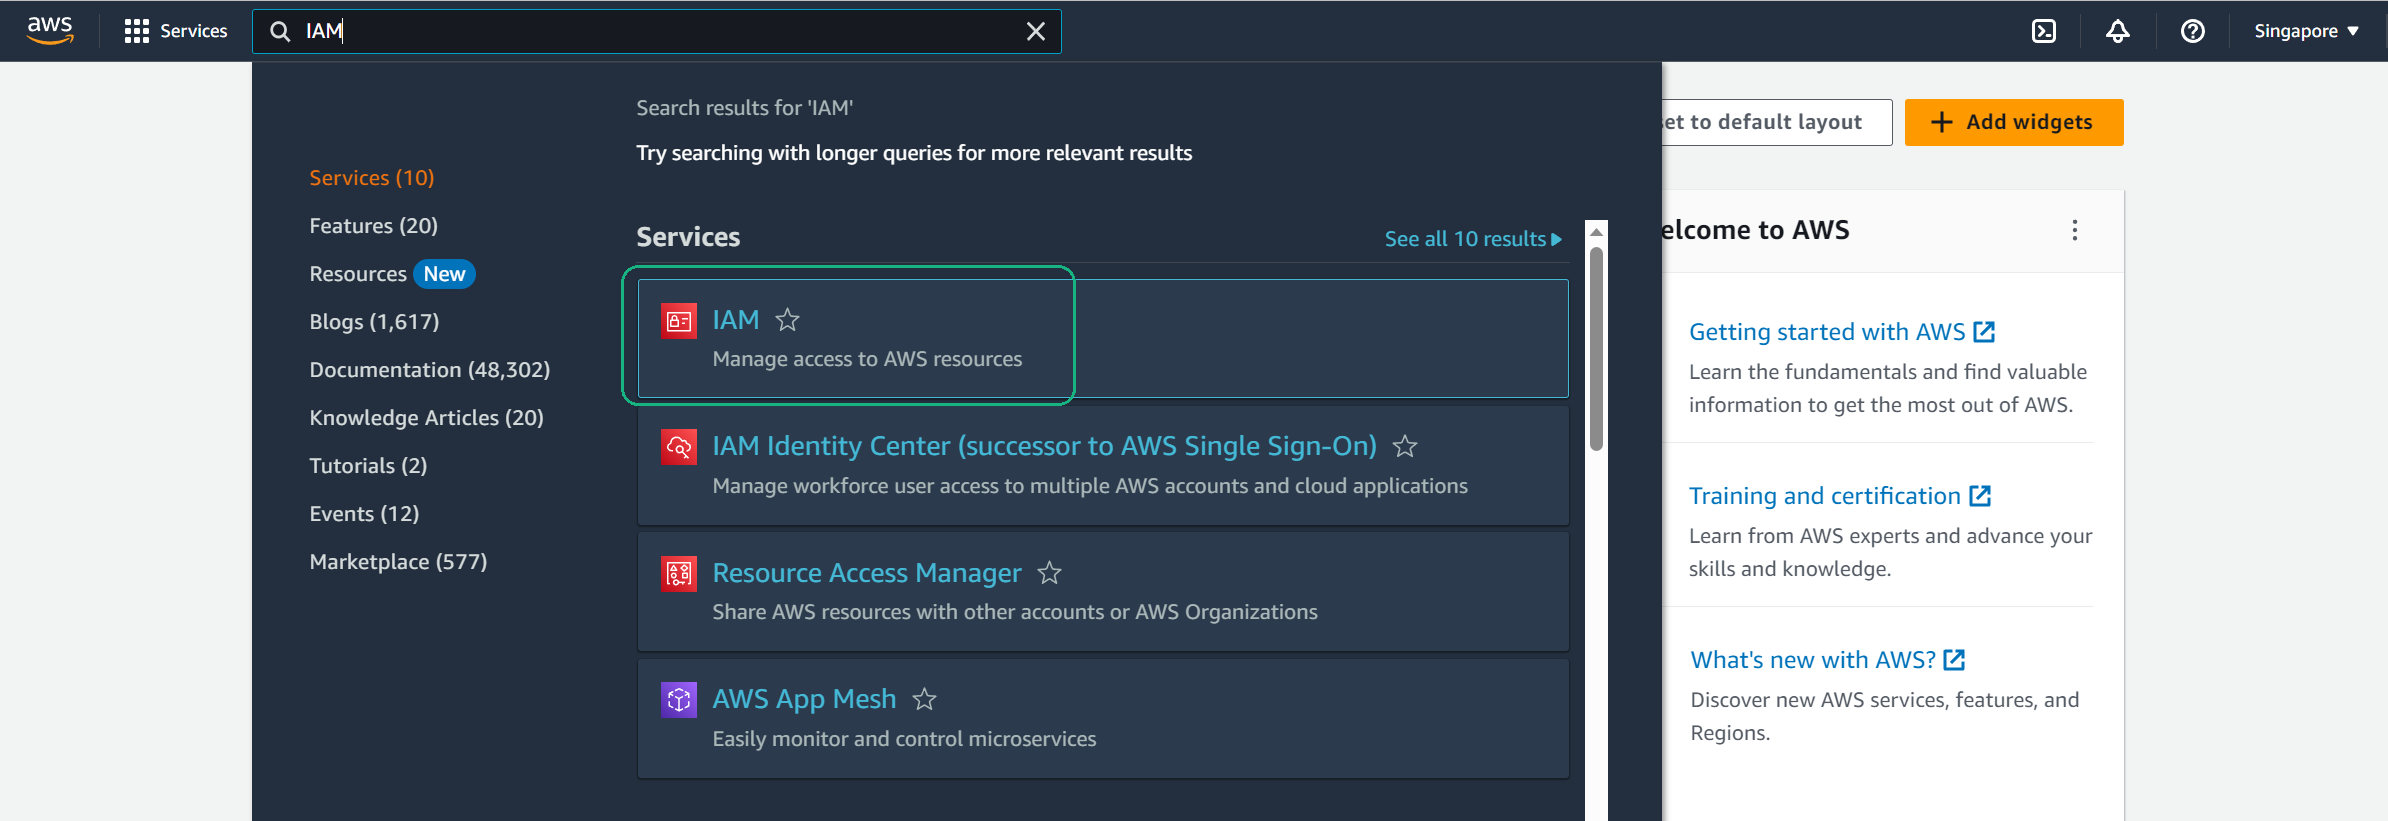 aws
Services
IAM
Singapore
Search results for 'IAM'
Try searching with longer queries for more relevant results
Services (10)
Features (20)
Resources New
Blogs (1,617)
Documentation (48,302)
Knowledge Articles (20)
Tutorials (2)
Events (12)
Marketplace (577)
Services
See all 10 results
IAM
Manage access to AWS resources
IAM Identity Center (successor to AWS Single Sign-On)
Manage workforce user access to multiple AWS accounts and cloud applications
Resource Access Manager
Share AWS resources with other accounts or AWS Organizations
AWS App Mesh
Easily monitor and control microservices
set to default layout
Add widgets
elcome to AWS
Getting started with AWS
Learn the fundamentals and find valuable
information to get the most out of AWS.
Training and certification
Learn from AWS experts and advance your
skills and knowledge.
What's new with AWS?
Discover new AWS services, features, and
Regions.